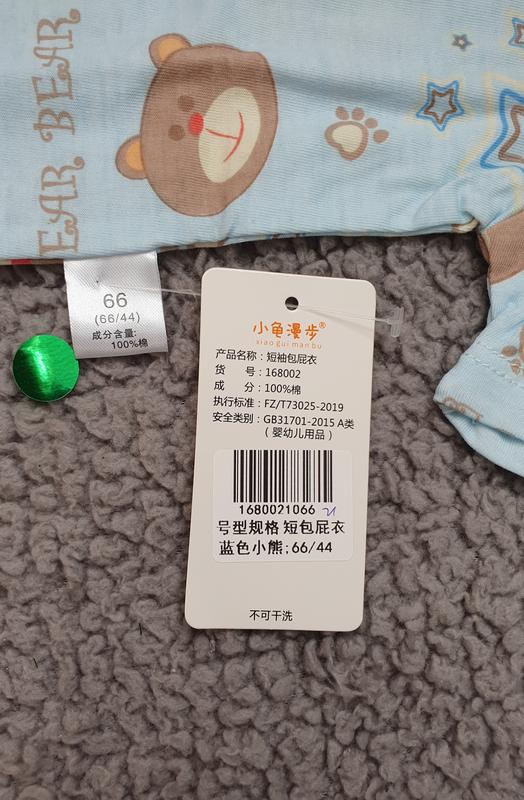 EAR BEAR
66
(66/44)
成分含量:
100%棉
小龟漫步®
xiao gui man bu
产品名称：短袖包屁衣
货 号：168002
成 分：100%棉
执行标准：FZ/T73025-2019
安全类别：GB31701-2015 A类
（婴幼儿用品）
1680021066
号型规格 短包屁衣
蓝色小熊;66/44
不可干洗